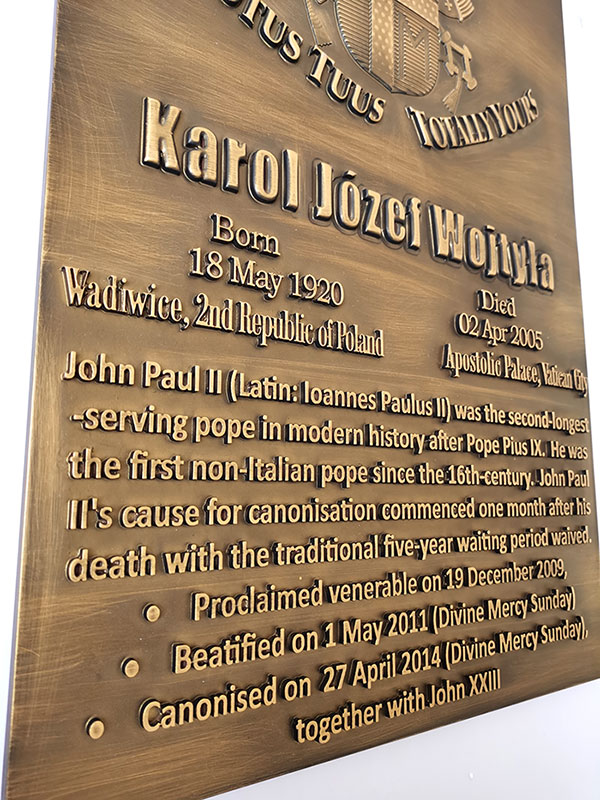 TUUS
TOTALLY YOURS
Karol Józef Wojtyła
Born
18 May 1920
Wadiwice, 2nd Republic of Poland
Died
02 Apr 2005
Apostolic Palace, Vatican City
John Paul II (Latin: Ioannes Paulus II) was the second-longest
-serving pope in modern history after Pope Pius IX. He was
the first non-Italian pope since the 16th-century. John Paul
II's cause for canonisation commenced one month after his
death with the traditional five-year waiting period waived.
• Proclaimed venerable on 19 December 2009,
• Beatified on 1 May 2011 (Divine Mercy Sunday)
• Canonised on 27 April 2014 (Divine Mercy Sunday),
together with John XXIII